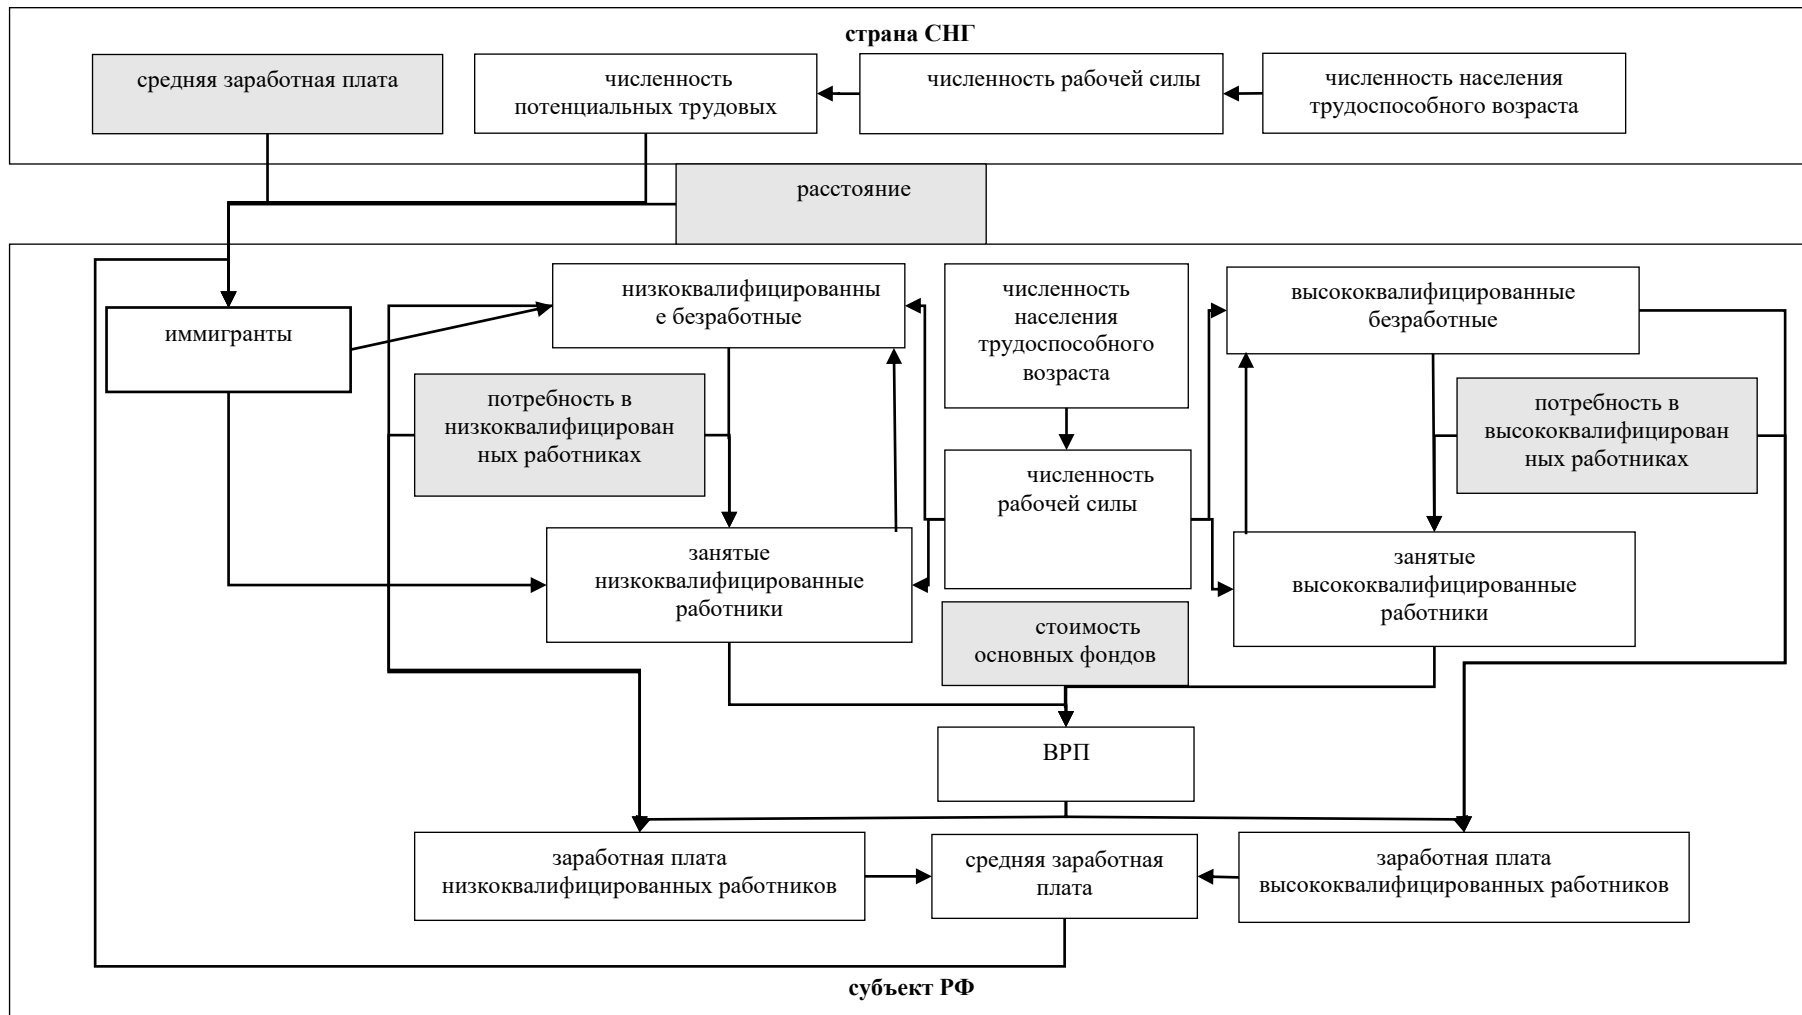 страна СНГ
средняя заработная плата
численность
потенциальных трудовых
численность рабочей силы
численность населения
трудоспособного возраста
расстояние
иммигранты
низкоквалифицированны
е безработные
численность
населения
трудоспособного
возраста
высококвалифицированные
безработные
потребность в
низкоквалифицирован
ных работниках
численность
рабочей силы
потребность в
высококвалифицирован
ных работниках
занятые
низкоквалифицированные
работники
стоимость
основных фондов
занятые
высококвалифицированные
работники
ВРП
заработная плата
низкоквалифицированных работников
средняя заработная
плата
заработная плата
высококвалифицированных работников
субъект РФ